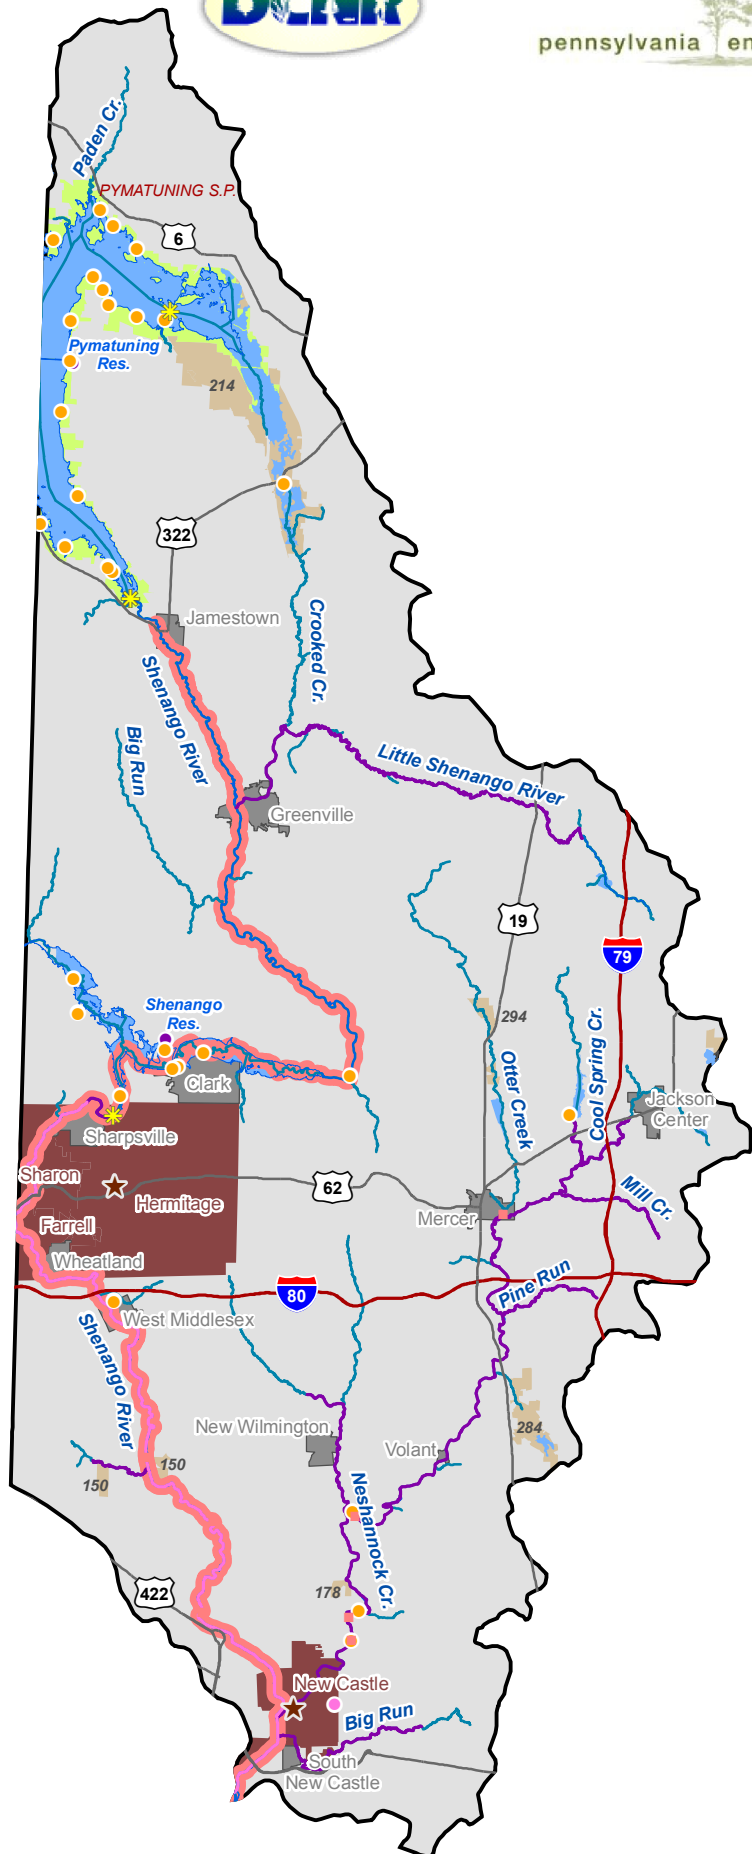 DCNR
pennsylvania en
Paden Cr.
PYMATUNING S.P.
6
Pymatuning
Res.
214
322
Jamestown
Crooked Cr.
Shenango River
Big Run
Little Shenango River
Greenville
19
79
Shenango
Res.
294
Otter Creek
Cool Spring Cr.
Clark
Jackson
Center
Sharpsville
Sharon
62
Hermitage
Mill Cr.
Farrell
Mercer
Wheatland
Pine Run
80
West Middlesex
Shenango River
New Wilmington
Volant
284
150
150
Neshannock Cr.
422
178
New Castle
Big Run
South
New Castle